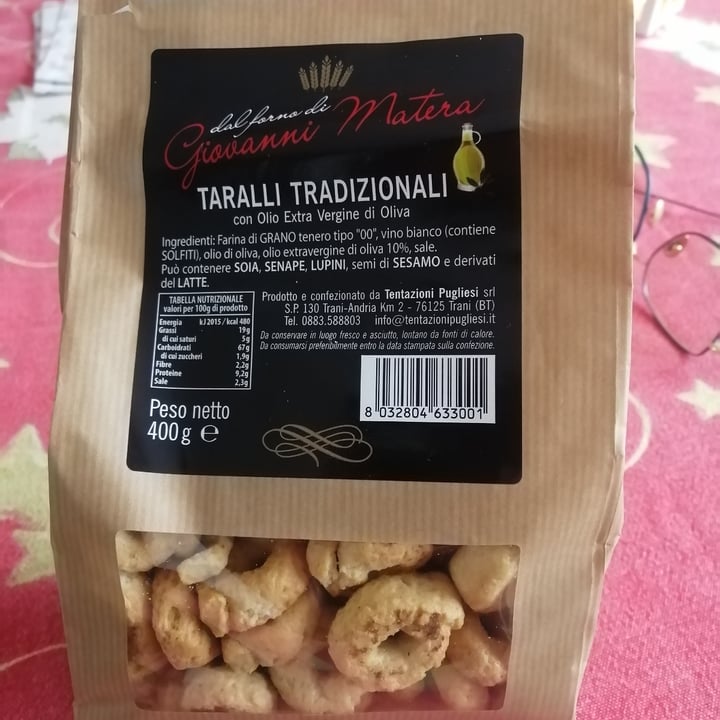 dal forno di
Giovanni Matera
TARALLI TRADIZIONALI
con Olio Extra Vergine di Oliva
Ingredienti: Farina di GRANO tenero tipo "00", vino bianco (contiene
SOLFITI), olio di oliva, olio extravergine di oliva 10%, sale.
Può contenere SOIA, SENAPE, LUPINI, semi di SESAMO e derivati
del LATTE.
TABELLA NUTRIZIONALE
valori per 100g di prodotto
Energia kJ 2015 / kcal 480
Grassi 19g
di cui saturi 5g
Carboidrati 67g
di cui zuccheri 1,9g
Fibre 2,2g
Proteine 9,2g
Sale 2,3g
Prodotto e confezionato da Tentazioni Pugliesi srl
S.P. 130 Trani-Andria Km 2 - 76125 Trani (BT)
Tel. 0883.588803 info@tentazionipugliesi.it
Da conservare in luogo fresco e asciutto, lontano da fonti di calore.
Da consumarsi preferibilmente entro la data stampata sulla confezione.
8 032804 633001
Peso netto
400 g e